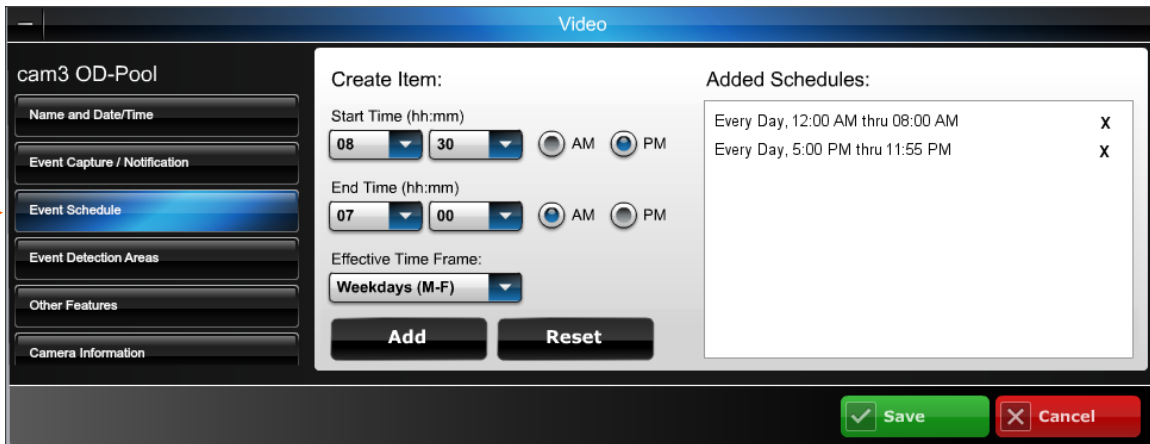 Video
cam3 OD-Pool
Name and Date/Time
Event Capture / Notification
Event Schedule
Event Detection Areas
Other Features
Camera Information
Create Item:
Start Time (hh:mm)
08 30 AM PM
End Time (hh:mm)
07 00 AM PM
Effective Time Frame:
Weekdays (M-F)
Add Reset
Added Schedules:
Every Day, 12:00 AM thru 08:00 AM X
Every Day, 5:00 PM thru 11:55 PM X
Save Cancel